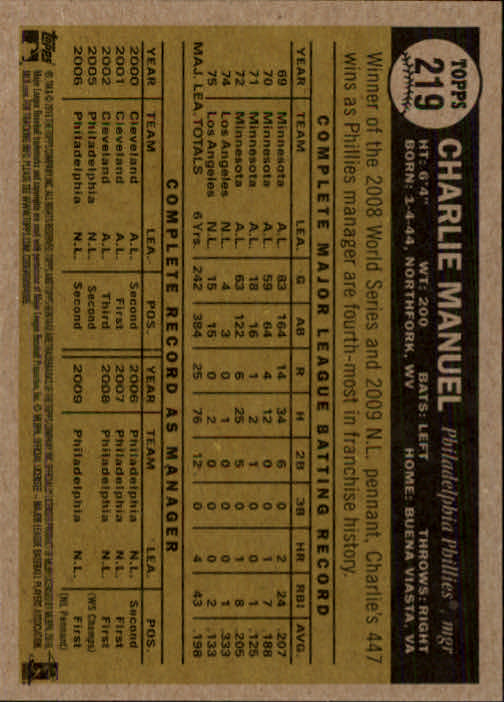 TOPPS
219
CHARLIE MANUEL Philadelphia Phillies®, mgr
HT: 6'4" WT: 200 BATS: LEFT THROWS: RIGHT
BORN: 1-4-44, NORTHFORK, WV HOME: BUENA VIASTA, VA
Winner of the 2008 World Series and 2009 N.L. pennant, Charlie's 447
wins as Phillies manager are fourth-most in franchise history.
COMPLETE MAJOR LEAGUE BATTING RECORD
YEAR TEAM LEA. G AB R H 2B 3B HR RBI AVG.
69 Minnesota A.L. 83 164 14 34 6 0 2 24 .207
70 Minnesota A.L. 59 64 4 12 0 0 1 7 .188
71 Minnesota A.L. 18 16 1 2 1 0 0 1 .125
72 Minnesota A.L. 63 122 6 25 5 0 1 8 .205
74 Los Angeles N.L. 4 3 0 1 0 0 0 1 .333
75 Los Angeles N.L. 15 15 0 2 0 0 0 2 .133
MAJ. LEA. TOTALS 6 Yrs. 242 384 25 76 12 0 4 43 .198
COMPLETE RECORD AS MANAGER
YEAR TEAM LEA. POS. YEAR TEAM LEA. POS.
2000 Cleveland A.L. Second 2006 Philadelphia N.L. Second
2001 Cleveland A.L. First 2007 Philadelphia N.L. First
2002 Cleveland A.L. Third 2008 Philadelphia N.L. First
2005 Philadelphia N.L. Second (WS Champs)
2006 Philadelphia N.L. Second 2009 Philadelphia N.L. First
(NL Pennant)
Topps